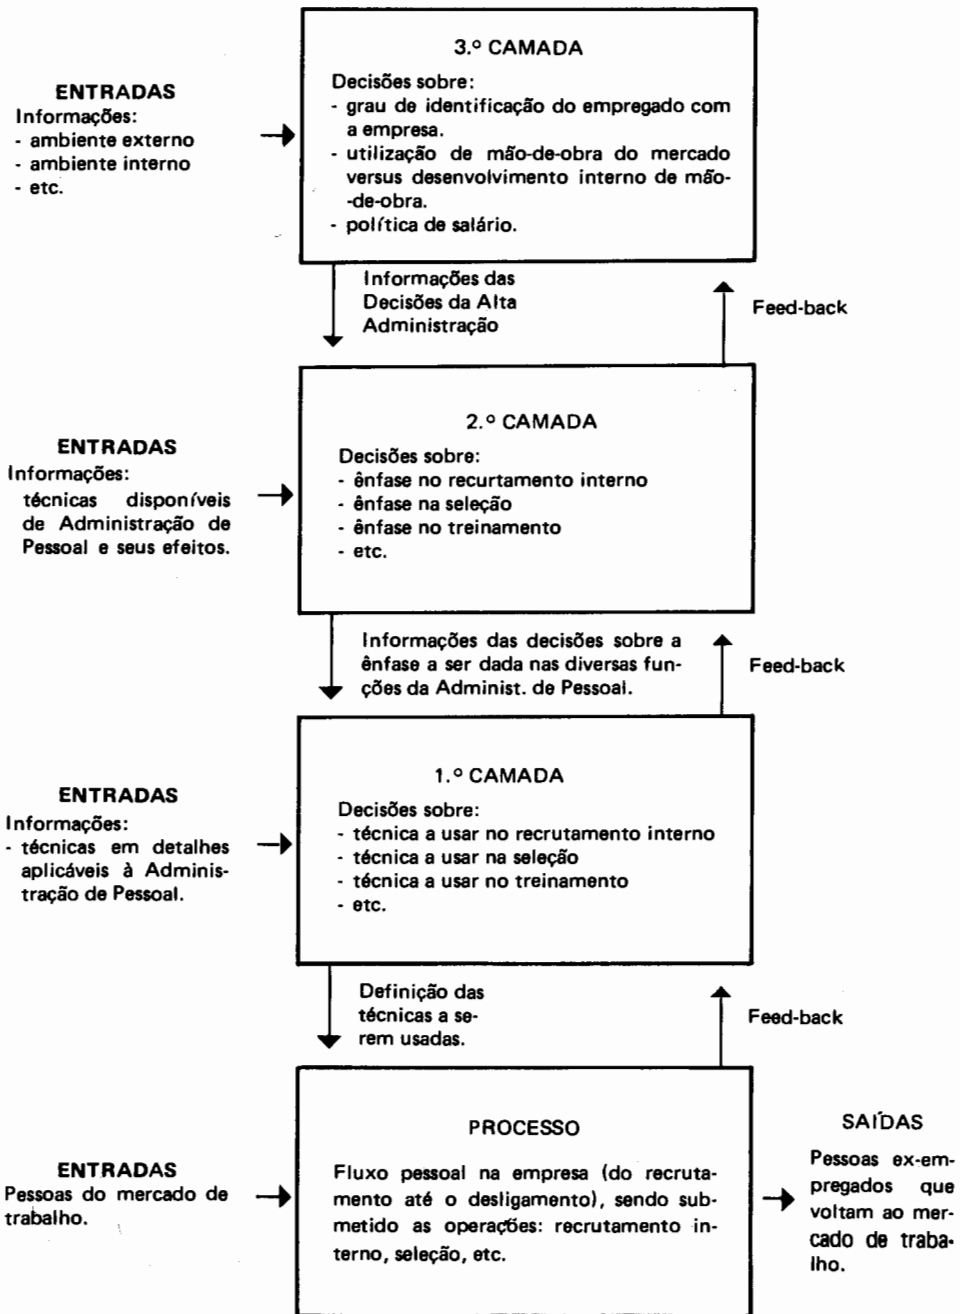 3.º CAMADA
Decisões sobre:
- grau de identificação do empregado com
a empresa.
- utilização de mão-de-obra do mercado
versus desenvolvimento interno de mão-
-de-obra.
- política de salário.
ENTRADAS
Informações:
- ambiente externo
- ambiente interno
- etc.
Informações das
Decisões da Alta
Administração
Feed-back
2.º CAMADA
Decisões sobre:
- ênfase no recurtamento interno
- ênfase na seleção
- ênfase no treinamento
- etc.
ENTRADAS
Informações:
técnicas disponíveis
de Administração de
Pessoal e seus efeitos.
Informações das decisões sobre a
ênfase a ser dada nas diversas fun-
ções da Administ. de Pessoal.
Feed-back
1.º CAMADA
Decisões sobre:
- técnica a usar no recrutamento interno
- técnica a usar na seleção
- técnica a usar no treinamento
- etc.
ENTRADAS
Informações:
- técnicas em detalhes
aplicáveis à Adminis-
tração de Pessoal.
Definição das
técnicas a se-
rem usadas.
Feed-back
PROCESSO
Fluxo pessoal na empresa (do recruta-
mento até o desligamento), sendo sub-
metido as operações: recrutamento in-
terno, seleção, etc.
ENTRADAS
Pessoas do mercado de
trabalho.
SAÍDAS
Pessoas ex-em-
pregados que
voltam ao mer-
cado de traba-
lho.